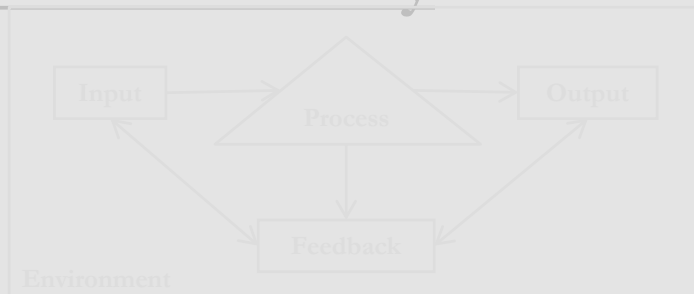 Input
Output
Process
Feedback
Environment